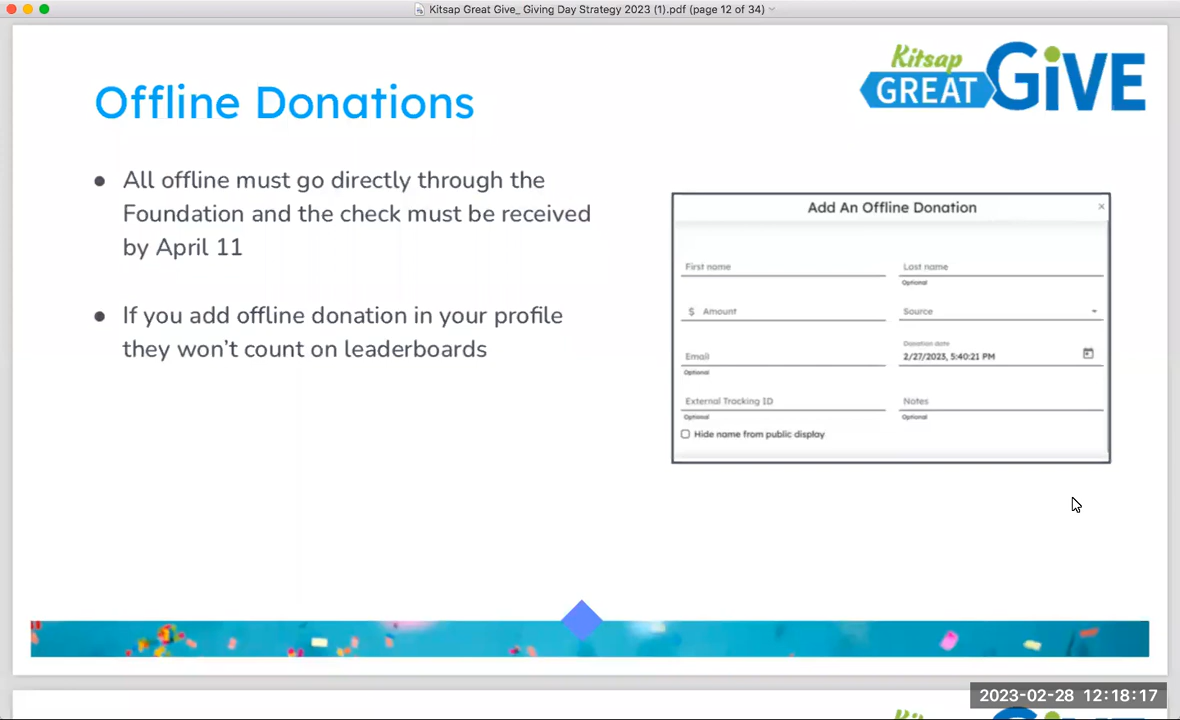 Kitsap Great Give_ Giving Day Strategy 2023 (1).pdf (page 12 of 34)
Kitsap
GREAT GiVE
Offline Donations
● All offline must go directly through the
Foundation and the check must be received
by April 11
● If you add offline donation in your profile
they won’t count on leaderboards
Add An Offline Donation ×
First name
Last name
Optional
$ Amount
Source
Email
Optional
Donation date
2/27/2023, 5:40:21 PM
External Tracking ID
Optional
Notes
Optional
Hide name from public display
2023-02-28 12:18:17